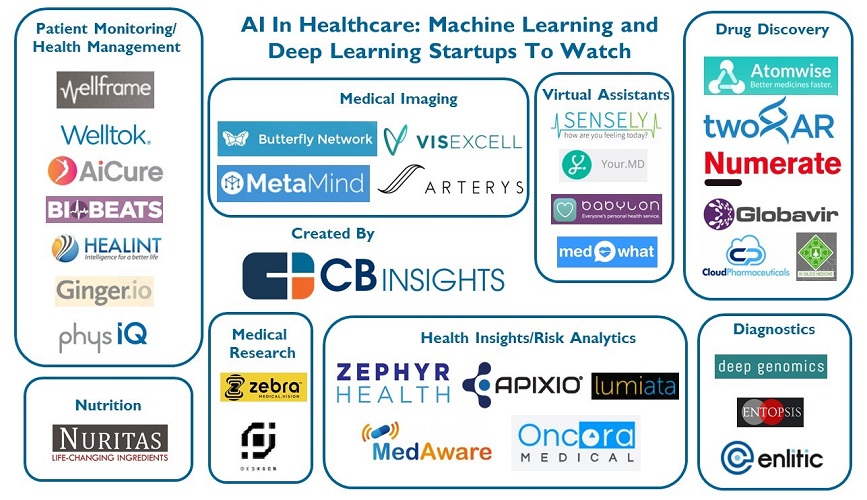 AI In Healthcare: Machine Learning and
Deep Learning Startups To Watch
Patient Monitoring/
Health Management
wellframe
Welltok.
AiCure
BIOBEATS
HEALINT
Intelligence for a better life
Ginger.io
physIQ
Nutrition
NURITAS
LIFE-CHANGING INGREDIENTS
Medical Imaging
Butterfly Network
VISEXCELL
MetaMind
ARTERYS
Created By
CBINSIGHTS
Virtual Assistants
SENSELY
how are you feeling today?
Your.MD
babylon
Everyone's personal health service.
med what
Drug Discovery
Atomwise
Better medicines faster.
twoXAR
Numerate
Globavir
CloudPharmaceuticals
IN SILICO MEDICINE
Medical
Research
zebra
MEDICAL VISION
DESKGEN
Health Insights/Risk Analytics
ZEPHYR
HEALTH
APIXIO
lumiata
MedAware
Oncora
MEDICAL
Diagnostics
deep genomics
ENTOPSIS
enlitic